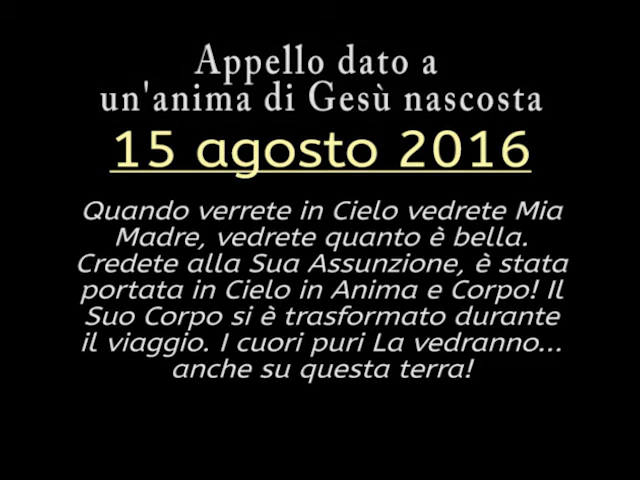 Appello dato a
un'anima di Gesù nascosta
15 agosto 2016
Quando verrete in Cielo vedrete Mia
Madre, vedrete quanto è bella.
Credete alla Sua Assunzione, è stata
portata in Cielo in Anima e Corpo! Il
Suo Corpo si è trasformato durante
il viaggio. I cuori puri La vedranno...
anche su questa terra!